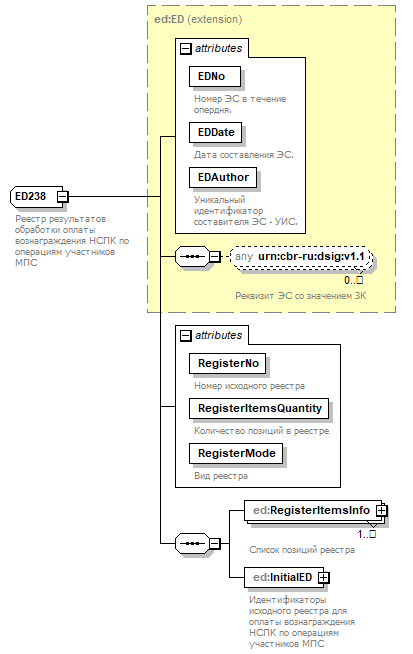 ed:ED (extension)
attributes
EDNo
Номер ЭС в течение
опердня.
EDDate
Дата составления ЭС.
EDAuthor
Уникальный
идентификатор
составителя ЭС - УИС.
ED238
Реестр результатов
обработки оплаты
вознаграждения НСПК по
операциям участников
МПС
any urn:cbr-ru:dsig:v1.1
0..□
Реквизит ЭС со значением ЗК
attributes
RegisterNo
Номер исходного реестра
RegisterItemsQuantity
Количество позиций в реестре
RegisterMode
Вид реестра
ed:RegisterItemsInfo
1..□
Список позиций реестра
ed:InitialED
Идентификаторы
исходного реестра для
оплаты вознаграждения
НСПК по операциям
участников МПС